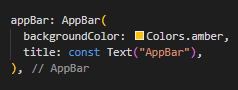 appBar: AppBar(
  backgroundColor: Colors.amber,
  title: const Text("AppBar"),
), // AppBar